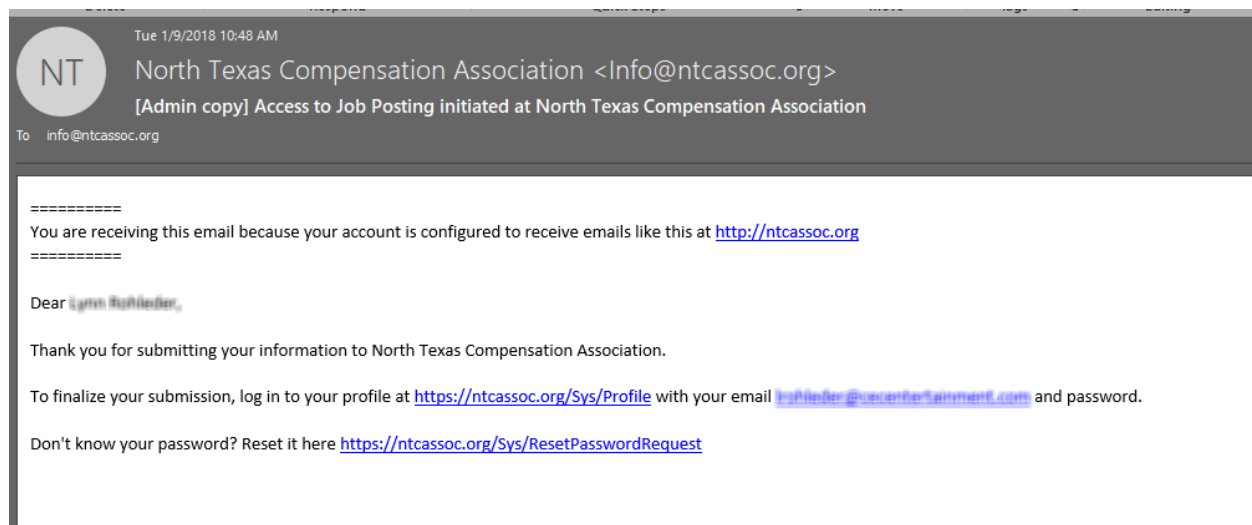 Tue 1/9/2018 10:48 AM
NT
North Texas Compensation Association <Info@ntcassoc.org>
[Admin copy] Access to Job Posting initiated at North Texas Compensation Association
To info@ntcassoc.org
==========
You are receiving this email because your account is configured to receive emails like this at http://ntcassoc.org
==========
Dear
Thank you for submitting your information to North Texas Compensation Association.
To finalize your submission, log in to your profile at https://ntcassoc.org/Sys/Profile with your email and password.
Don't know your password? Reset it here https://ntcassoc.org/Sys/ResetPasswordRequest